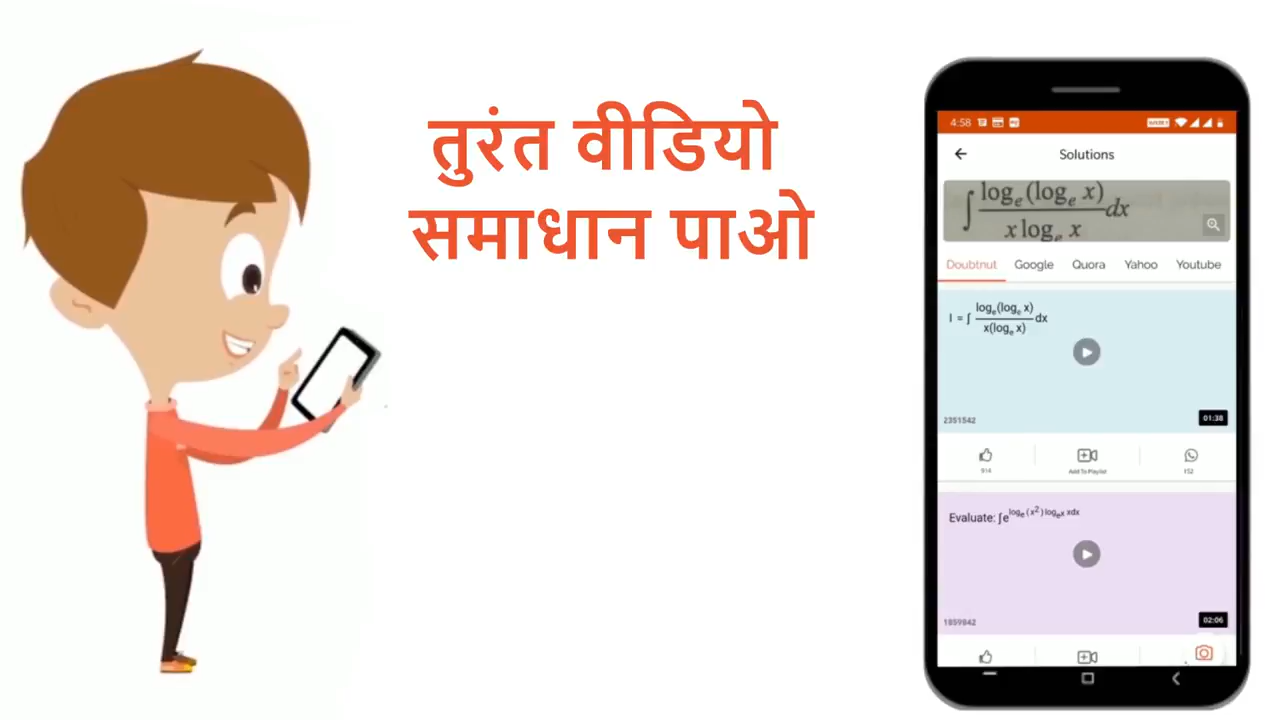 तुरंत वीडियो
समाधान पाओ
4:58
Solutions
∫ logₑ(logₑ x) / x logₑ x dx
Doubtnut Google Quora Yahoo Youtube
I = ∫ logₑ(logₑ x) / x(logₑ x) dx
2351542 01:38
914 Add To Playlist 152
Evaluate: ∫e^logₑ(x²)logₑx xdx
1859842 02:06